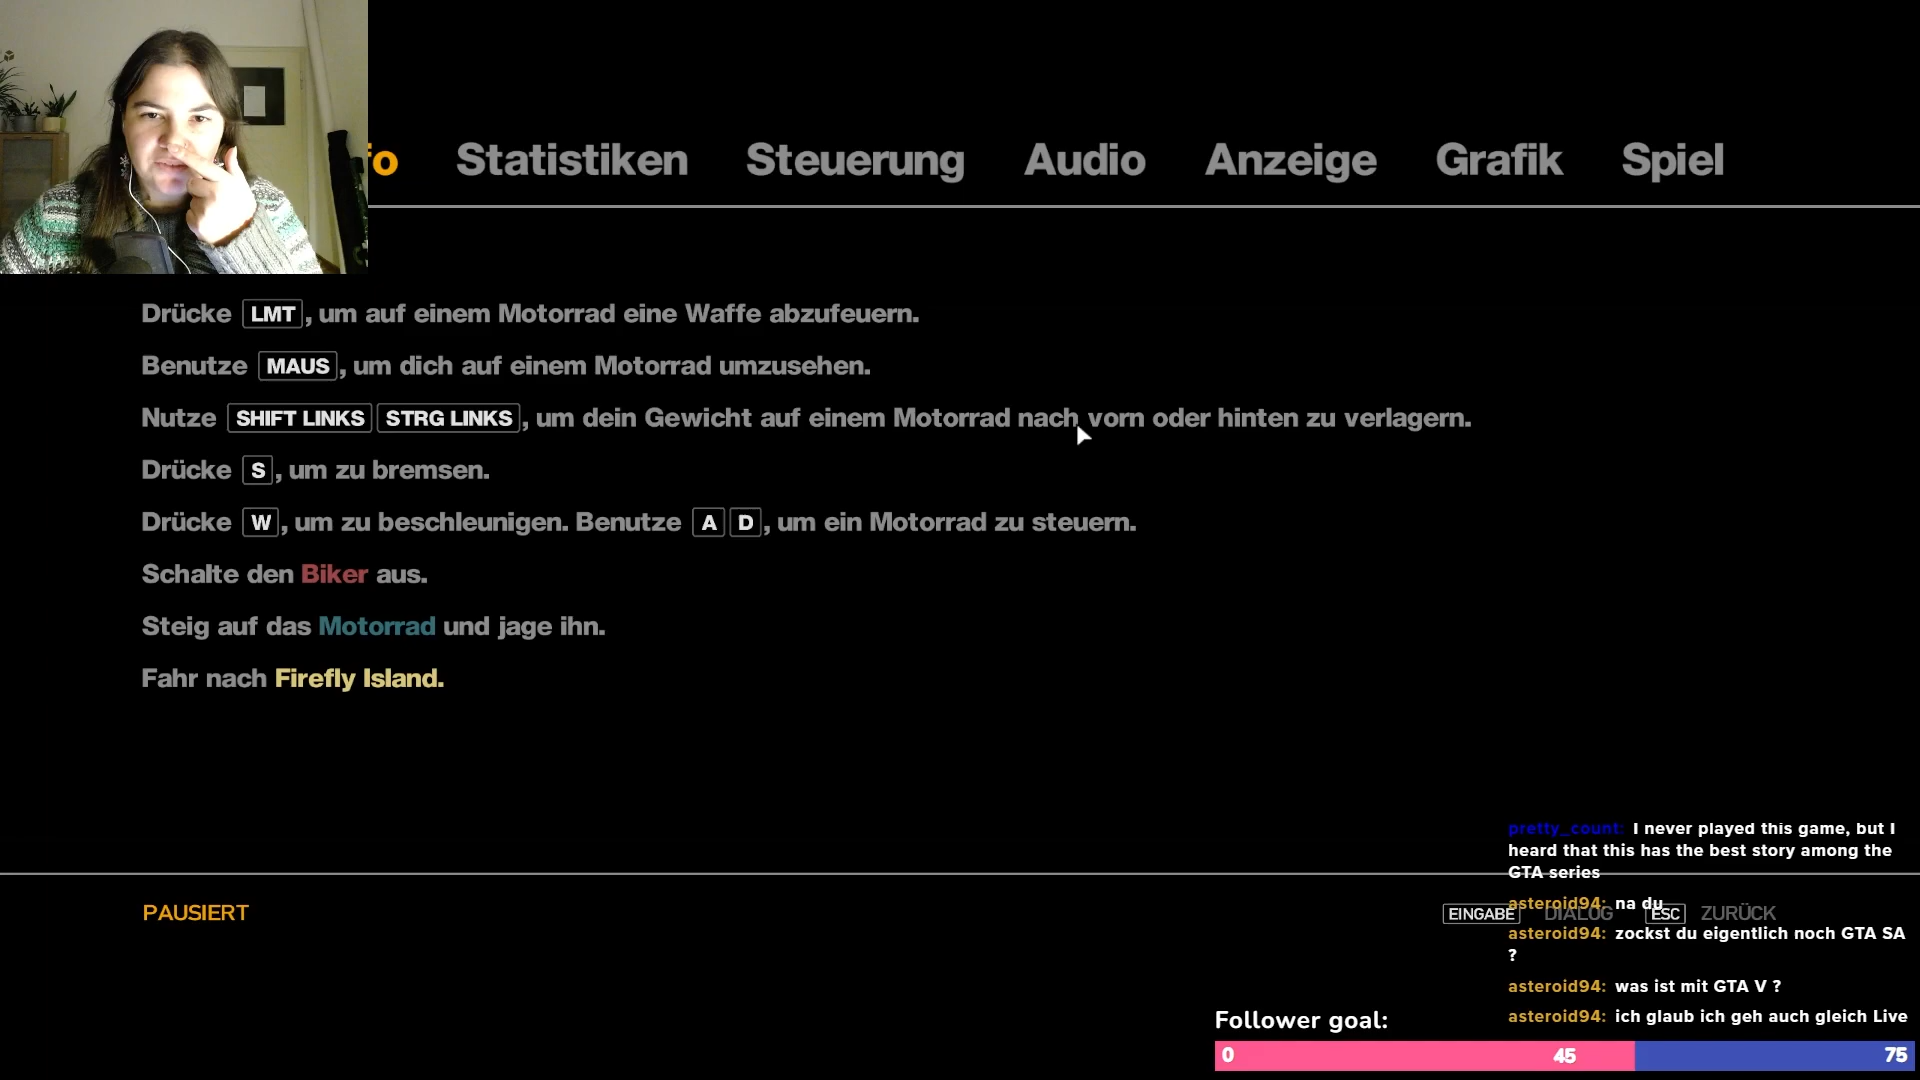 fo Statistiken Steuerung Audio Anzeige Grafik Spiel
Drücke LMT, um auf einem Motorrad eine Waffe abzufeuern.
Benutze MAUS, um dich auf einem Motorrad umzusehen.
Nutze SHIFT LINKS STRG LINKS, um dein Gewicht auf einem Motorrad nach vorn oder hinten zu verlagern.
Drücke S, um zu bremsen.
Drücke W, um zu beschleunigen. Benutze A D, um ein Motorrad zu steuern.
Schalte den Biker aus.
Steig auf das Motorrad und jage ihn.
Fahr nach Firefly Island.
PAUSIERT
EINGABE DIALOG ESC ZURÜCK
pretty_count: I never played this game, but I
heard that this has the best story among the
GTA series
asteroid94: na du
asteroid94: zockst du eigentlich noch GTA SA
?
asteroid94: was ist mit GTA V ?
asteroid94: ich glaub ich geh auch gleich Live
Follower goal:
0 45 75